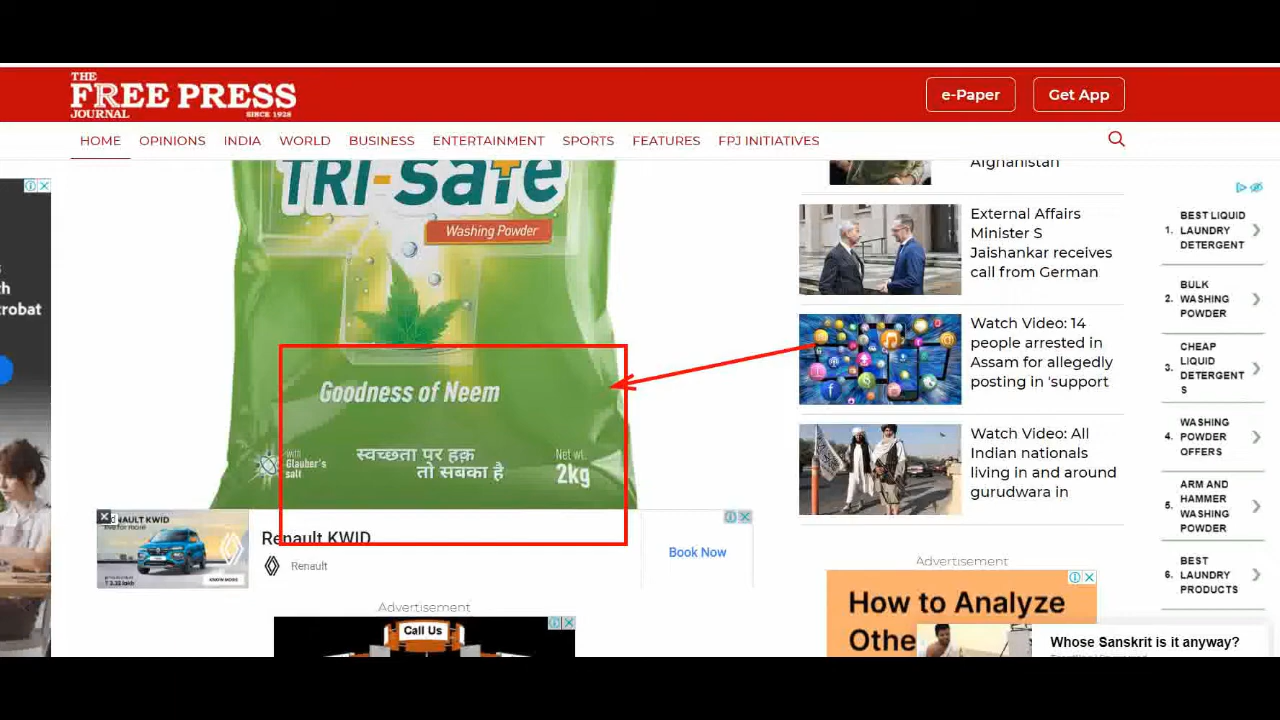 THE
FREE PRESS
JOURNAL
SINCE 1928
e-Paper
Get App
HOME
OPINIONS
INDIA
WORLD
BUSINESS
ENTERTAINMENT
SPORTS
FEATURES
FPJ INITIATIVES
TRI-Safe
Washing Powder
Goodness of Neem
with
Glauber's
salt
स्वच्छता पर हक़
तो सबका है
Net wt.
2kg
Afghanistan
External Affairs
Minister S
Jaishankar receives
call from German
Watch Video: 14
people arrested in
Assam for allegedly
posting in 'support
Watch Video: All
Indian nationals
living in and around
gurudwara in
1. BEST LIQUID
LAUNDRY
DETERGENT
2. BULK
WASHING
POWDER
3. CHEAP
LIQUID
DETERGENT
S
4. WASHING
POWDER
OFFERS
5. ARM AND
HAMMER
WASHING
POWDER
6. BEST
LAUNDRY
PRODUCTS
RENAULT KWID
Renault KWID
Renault
KNOW MORE
Book Now
Advertisement
Call Us
Advertisement
How to Analyze
Othe
Whose Sanskrit is it anyway?